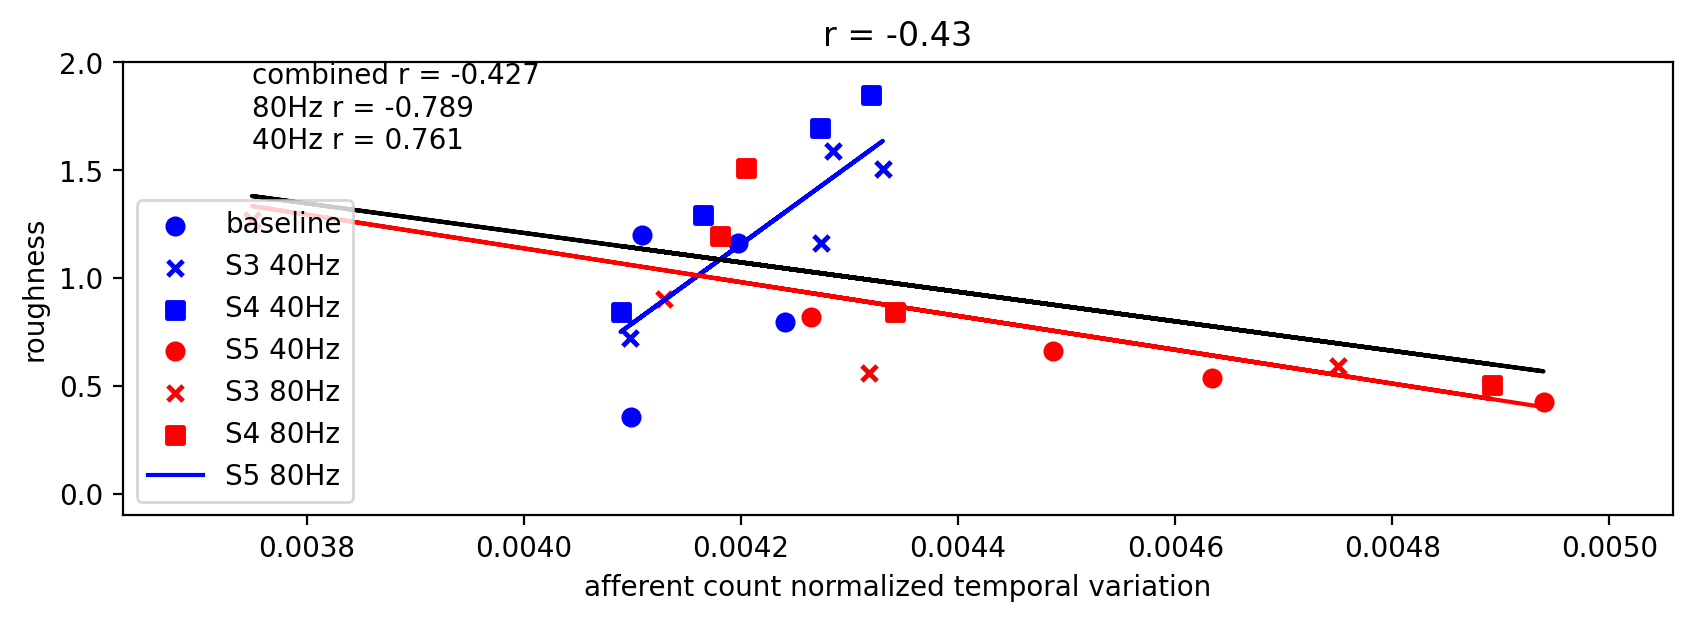 r = -0.43
combined r = -0.427
80Hz r = -0.789
40Hz r = 0.761
roughness
2.0
1.5
1.0
0.5
0.0
baseline
S3 40Hz
S4 40Hz
S5 40Hz
S3 80Hz
S4 80Hz
S5 80Hz
0.0038 0.0040 0.0042 0.0044 0.0046 0.0048 0.0050
afferent count normalized temporal variation